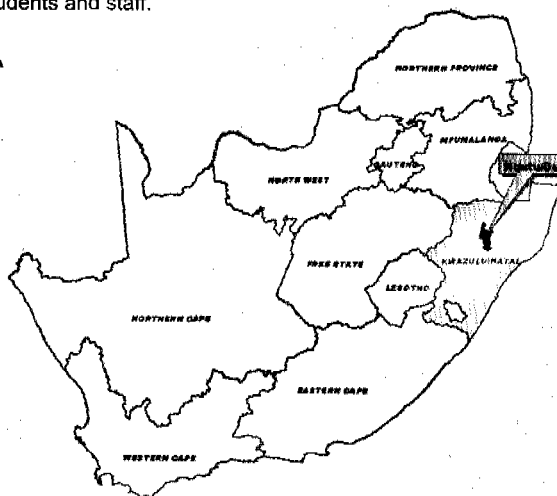 udents and staff.
NORTHERN PROVINCE
MPUMALANGA
GAUTENG
NORTH WEST
FREE STATE
KWAZULU/NATAL
LESOTHO
NORTHERN CAPE
EASTERN CAPE
WESTERN CAPE